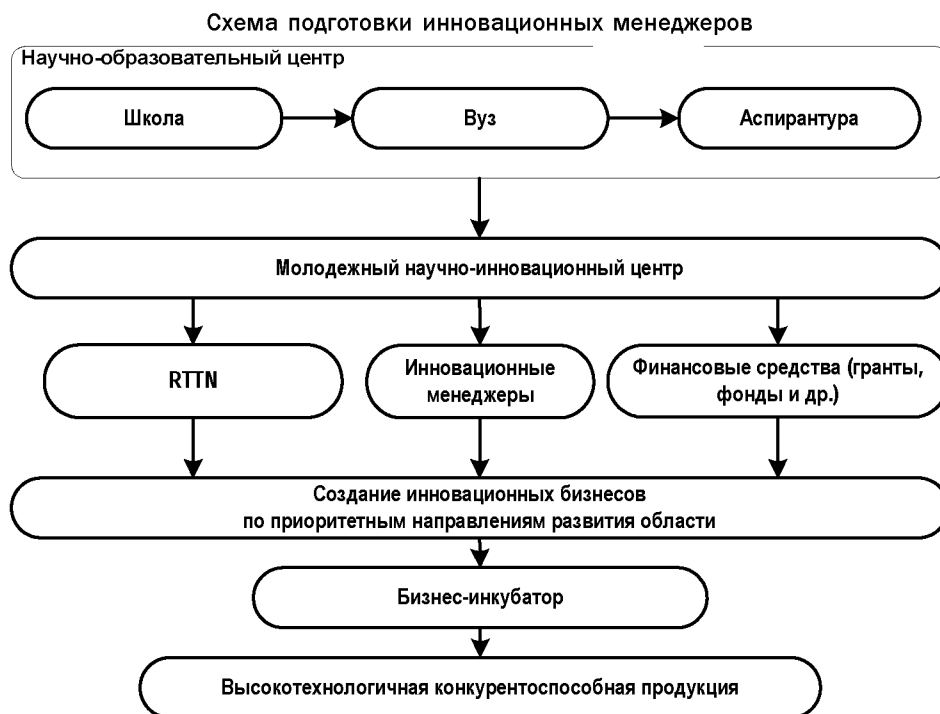 Схема подготовки инновационных менеджеров
Научно-образовательный центр
Школа
Вуз
Аспирантура
Молодежный научно-инновационный центр
RTTN
Инновационные
менеджеры
Финансовые средства (гранты,
фонды и др.)
Создание инновационных бизнесов
по приоритетным направлениям развития области
Бизнес-инкубатор
Высокотехнологичная конкурентоспособная продукция